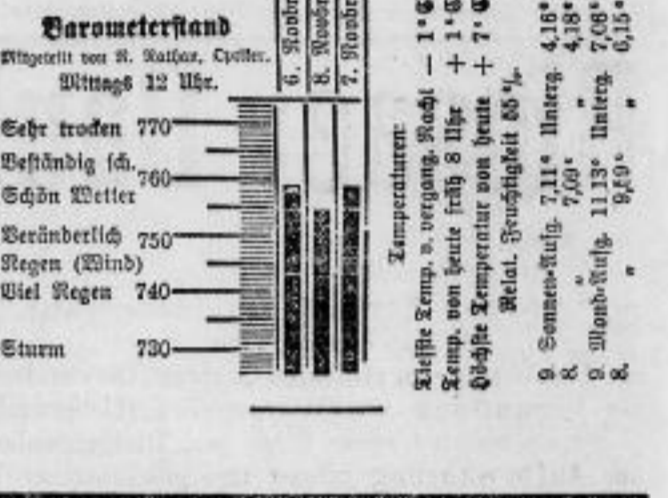 Barometerstand
Mitgeteilt von R. Nathan, Optiker.
Mittags 12 Uhr.
6. Novbr
8. Novbr
7. Novbr
Sehr trocken 770
Beständig sch.
760
Schön Wetter
Veränderlich 750
Regen (Wind)
Viel Regen 740
Sturm 730
Temperaturen:
Tiefste Temp. v. vergang. Nacht — 1° C
Temp. von heute früh 8 Uhr + 1° C
Höchste Temperatur von heute + 7° C
Relat. Feuchtigkeit 65 %
9. Sonnen-Aufg. 7,11° Unterg. 4,16°
8. „ 7,09° „ 4,18°
9. Mond-Aufg. 11 13° Unterg. 7,06°
8. „ „ 6,15°